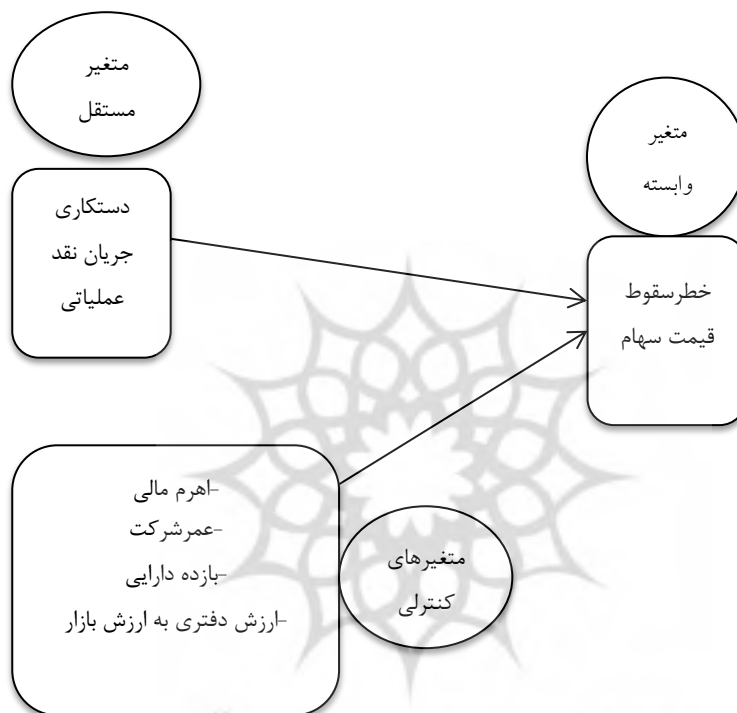 متغیر
مستقل
دستکاری
جریان نقد
عملیاتی
متغیر
وابسته
خطرسقوط
قیمت سهام
-اهرم مالی
-عمرشرکت
-بازده دارایی
-ارزش دفتری به ارزش بازار
متغیرهای
کنترلی